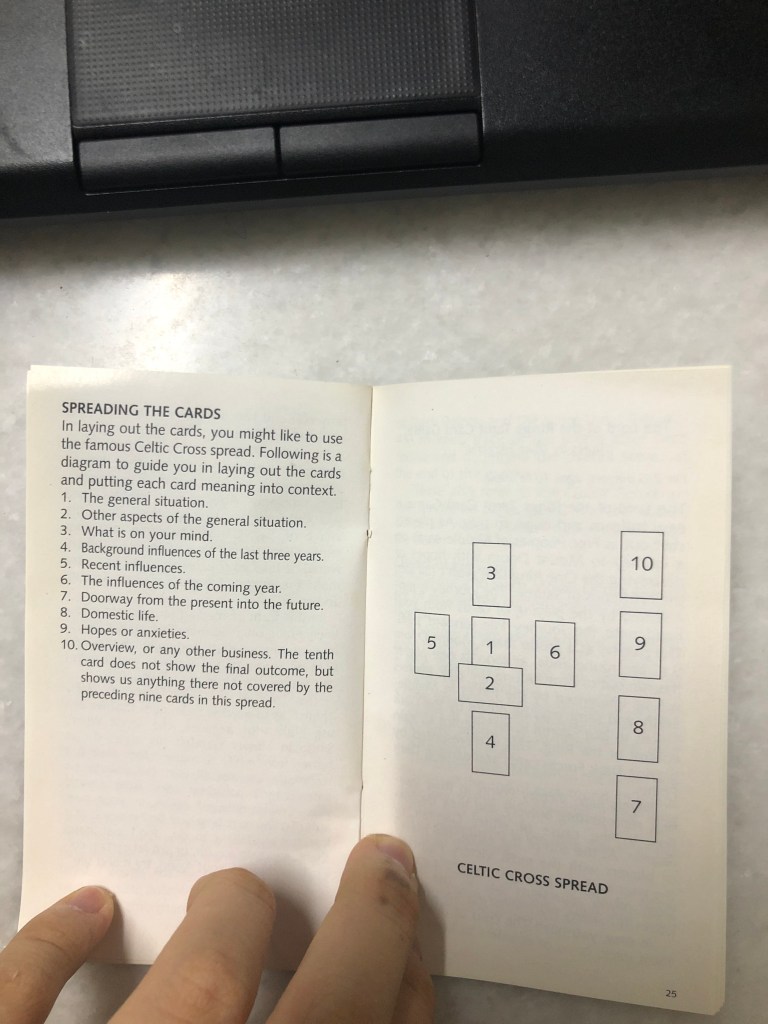 SPREADING THE CARDS
In laying out the cards, you might like to use
the famous Celtic Cross spread. Following is a
diagram to guide you in laying out the cards
and putting each card meaning into context.
1. The general situation.
2. Other aspects of the general situation.
3. What is on your mind.
4. Background influences of the last three years.
5. Recent influences.
6. The influences of the coming year.
7. Doorway from the present into the future.
8. Domestic life.
9. Hopes or anxieties.
10. Overview, or any other business. The tenth
card does not show the final outcome, but
shows us anything there not covered by the
preceding nine cards in this spread.
3
10
5
1
6
9
2
4
8
7
CELTIC CROSS SPREAD
25